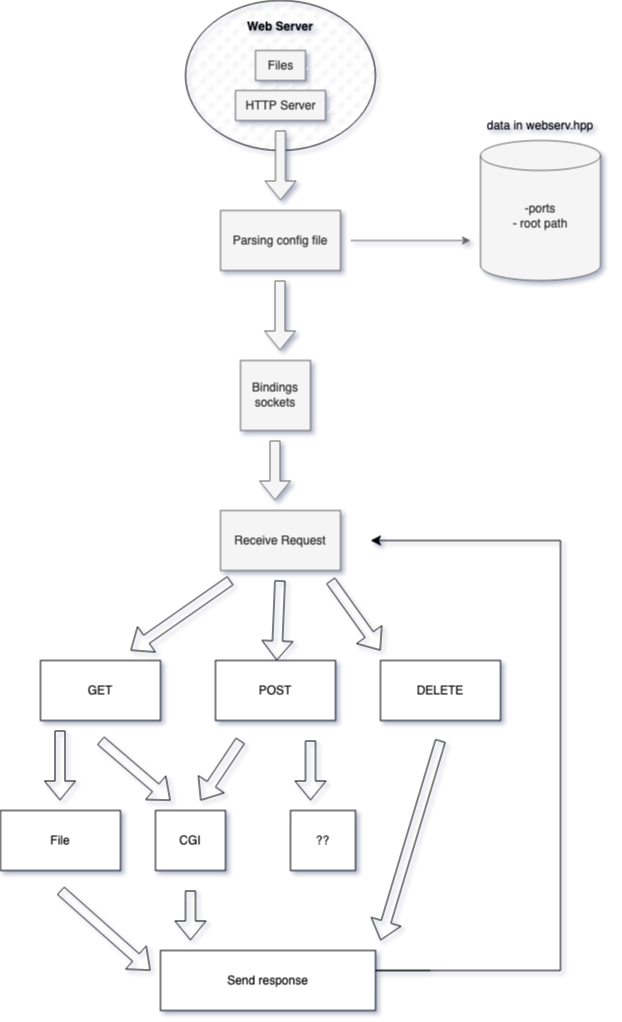 Web Server
Files
HTTP Server
data in webserv.hpp
-ports
- root path
Parsing config file
Bindings
sockets
Receive Request
GET
POST
DELETE
File
CGI
??
Send response